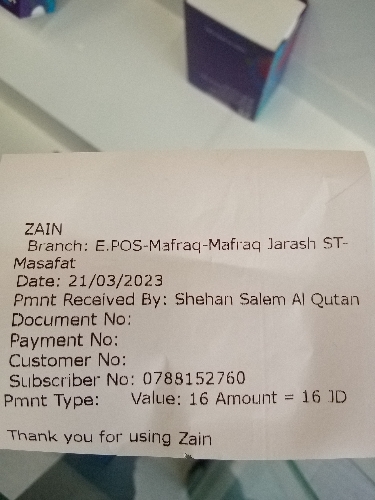 ZAIN
Branch: E.POS-Mafraq-Mafraq Jarash ST-
Masafat
Date: 21/03/2023
Pmnt Received By: Shehan Salem Al Qutan
Document No:
Payment No:
Customer No:
Subscriber No: 0788152760
Pmnt Type: Value: 16 Amount = 16 JD
Thank you for using Zain